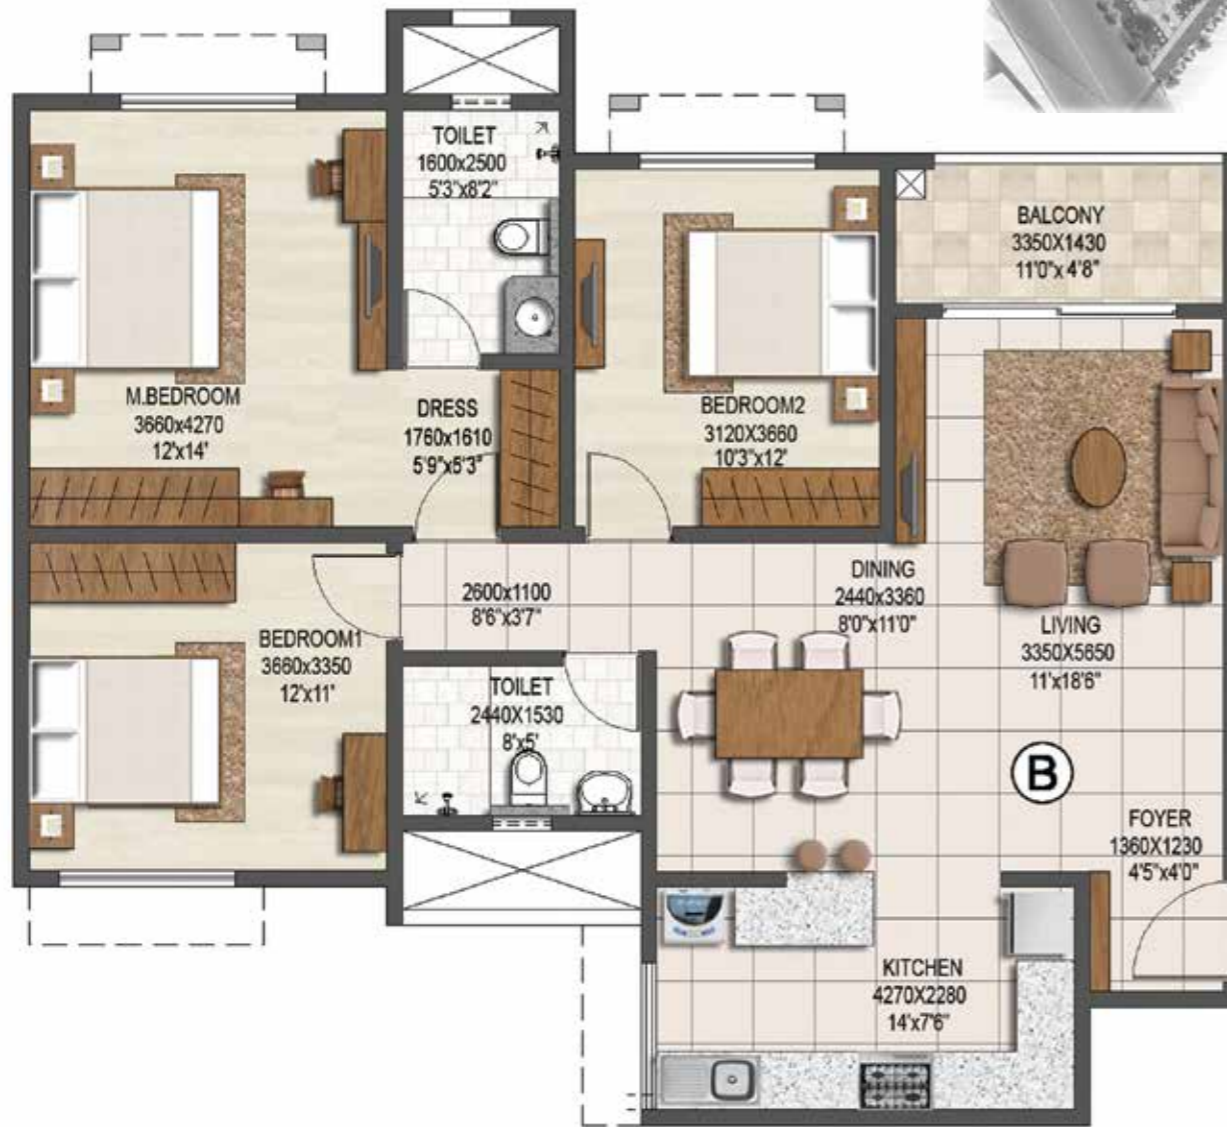 TOILET
1600x2500
5'3"x8'2"
BALCONY
3350X1430
11'0"x 4'8"
M.BEDROOM
3660x4270
12'x14'
DRESS
1760x1610
5'9"x5'3"
BEDROOM2
3120X3660
10'3"x12'
2600x1100
8'6"x3'7"
DINING
2440x3360
8'0"x11'0"
LIVING
3350X5650
11'x18'6"
BEDROOM1
3660x3350
12'x11'
TOILET
2440X1530
8'x5'
B
FOYER
1360X1230
4'5"x4'0"
KITCHEN
4270X2280
14'x7'6"